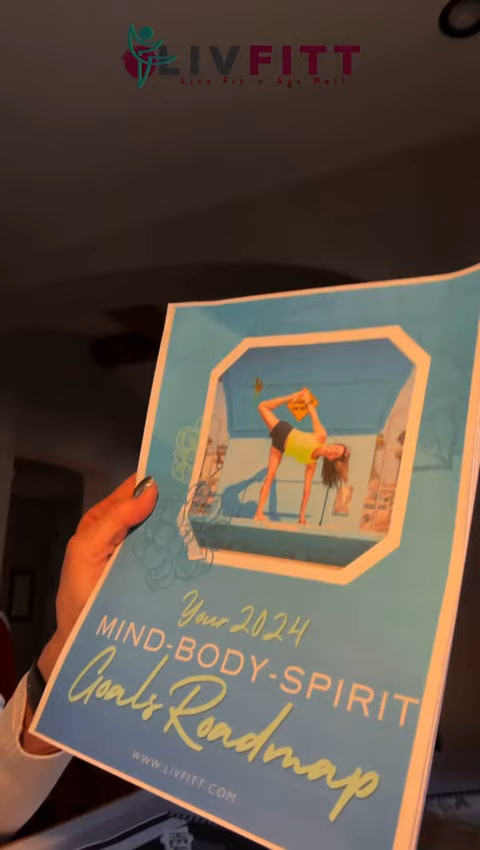 LIVFITT
Live Fit • Age Well
Your 2024
MIND-BODY-SPIRIT
Goals Roadmap
WWW.LIVFITT.COM